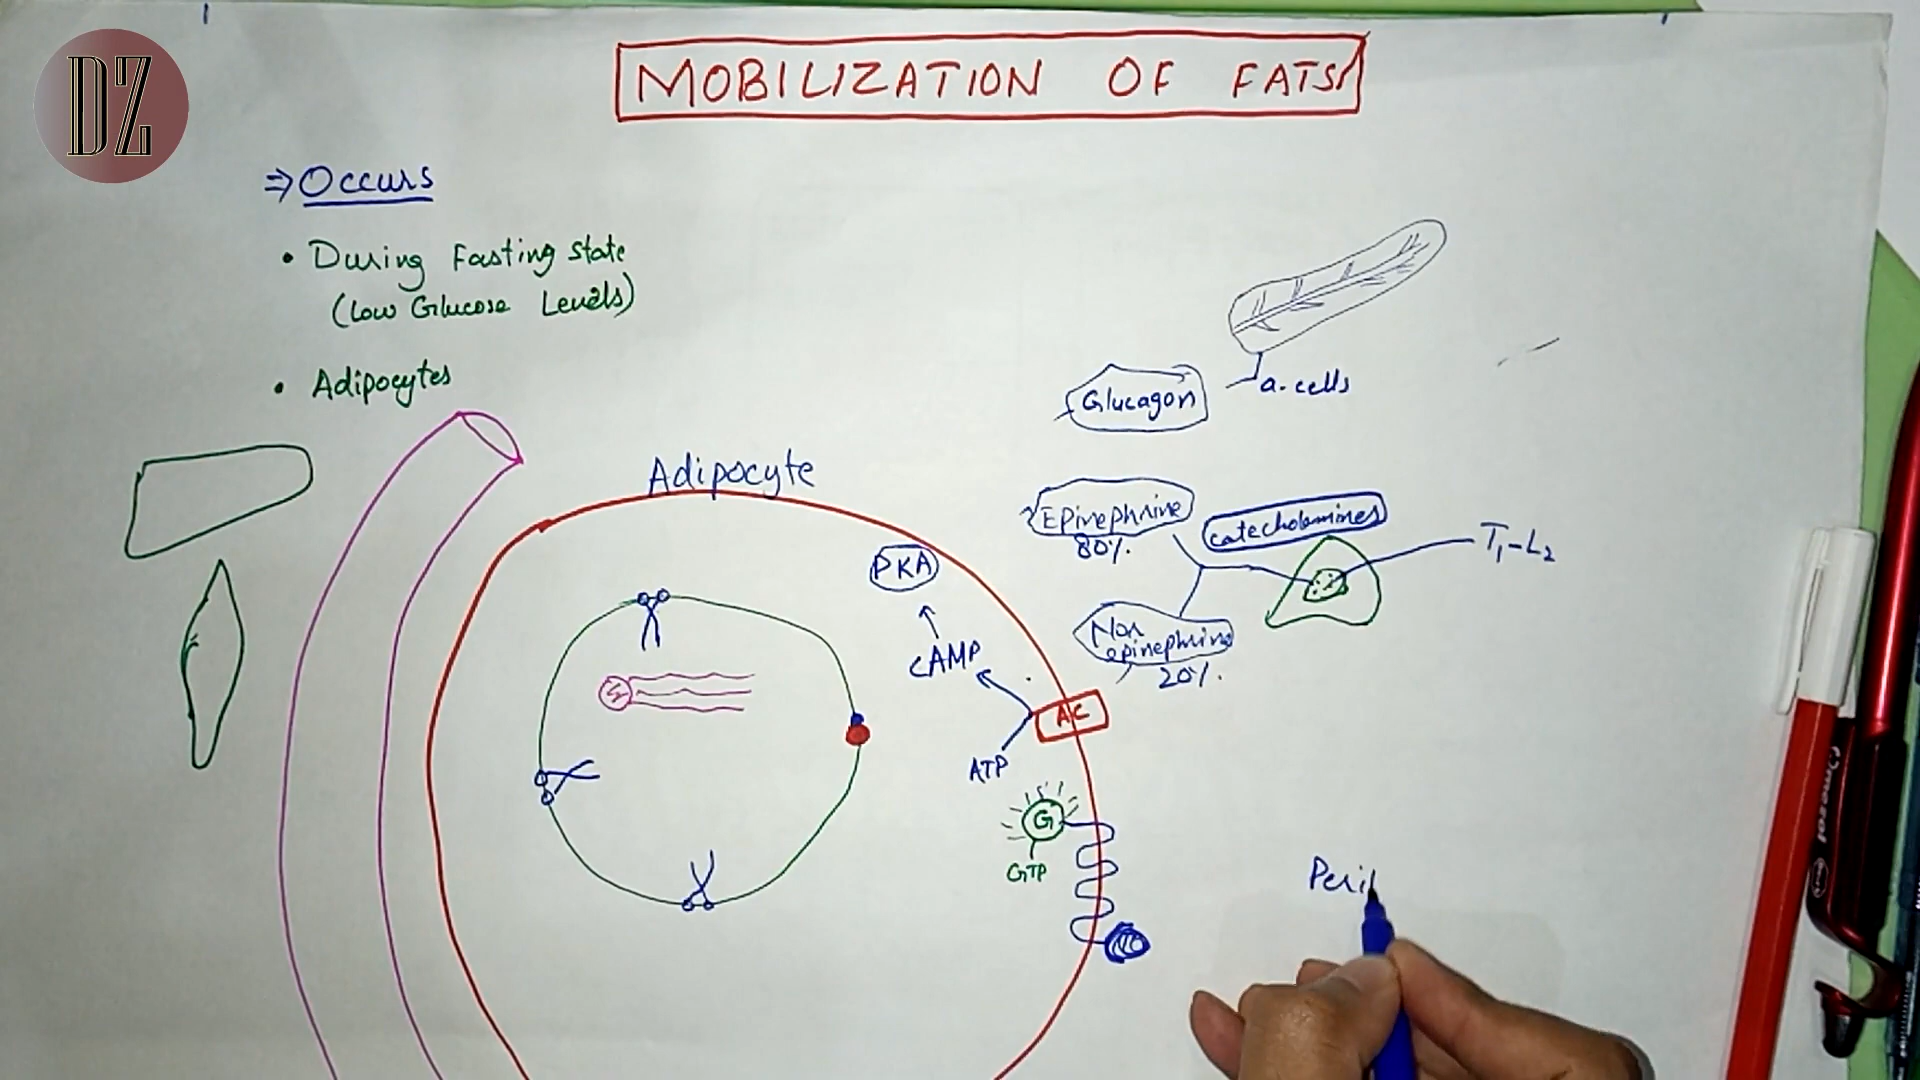 DZ
MOBILIZATION OF FATS
⇒ Occurs
• During Fasting state
(Low Glucose Levels)
• Adipocytes
Glucagon
a.cells
Adipocyte
Epinephrine
80%.
catecholamines
T1-L2
PKA
Nor
epinephrine
20%.
CAMP
AC
ATP
G
GTP
Peri